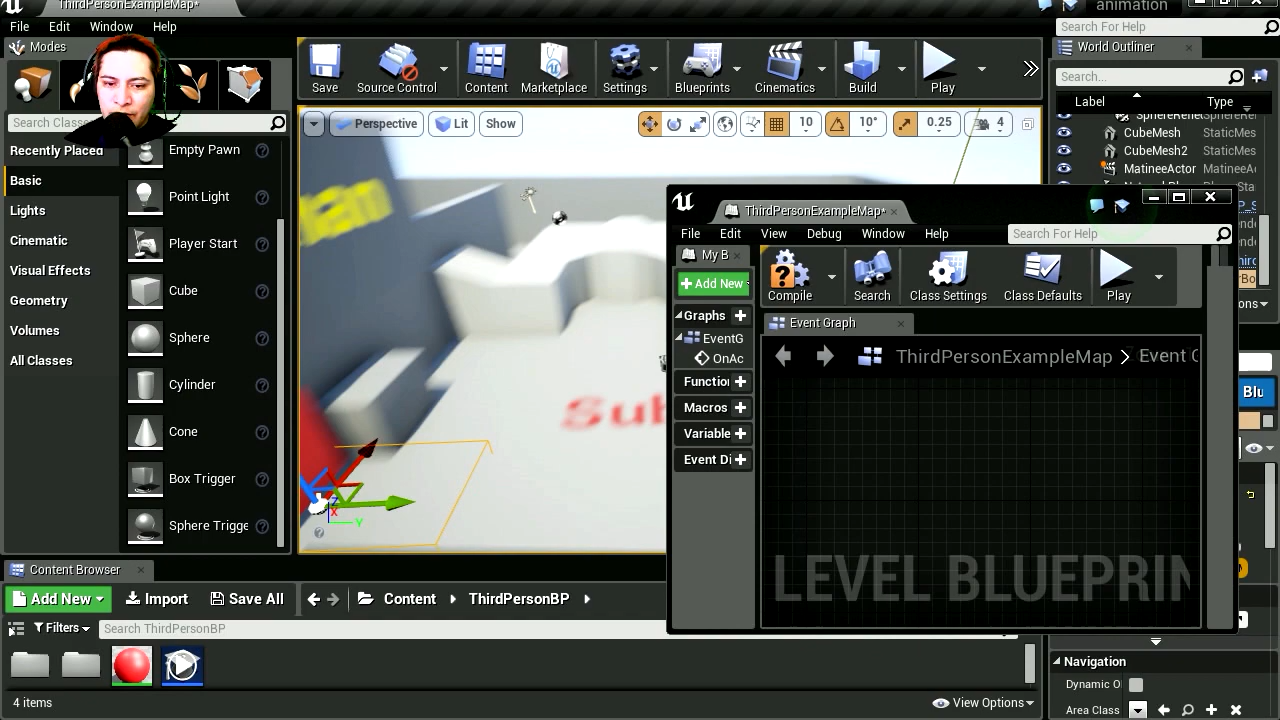 ThirdPersonExampleMap*
animation
File Edit Window Help
Search For Help
Modes
Save
Source Control
Content
Marketplace
Settings
Blueprints
Cinematics
Build
Play
World Outliner
Search...
Label
Type
Search Classes
Recently Placed
Basic
Lights
Cinematic
Visual Effects
Geometry
Volumes
All Classes
Empty Pawn
Point Light
Player Start
Cube
Sphere
Cylinder
Cone
Box Trigger
Sphere Trigge
Perspective
Lit
Show
10
10°
0.25
4
CubeMesh
StaticMes
CubeMesh2
StaticMes
MatineeActor
MatineeA
Sub
X
Y
Z
ThirdPersonExampleMap*
File Edit View Debug Window Help
Search For Help
My B
Add New
Graphs
EventG
OnAc
Function
Macros
Variable
Event Di
Compile
Search
Class Settings
Class Defaults
Play
Event Graph
ThirdPersonExampleMap > Event G
LEVEL BLUEPRIN
Blu
Content Browser
Add New
Import
Save All
Content
ThirdPersonBP
Filters
Search ThirdPersonBP
4 items
View Options
Navigation
Dynamic O
Area Class